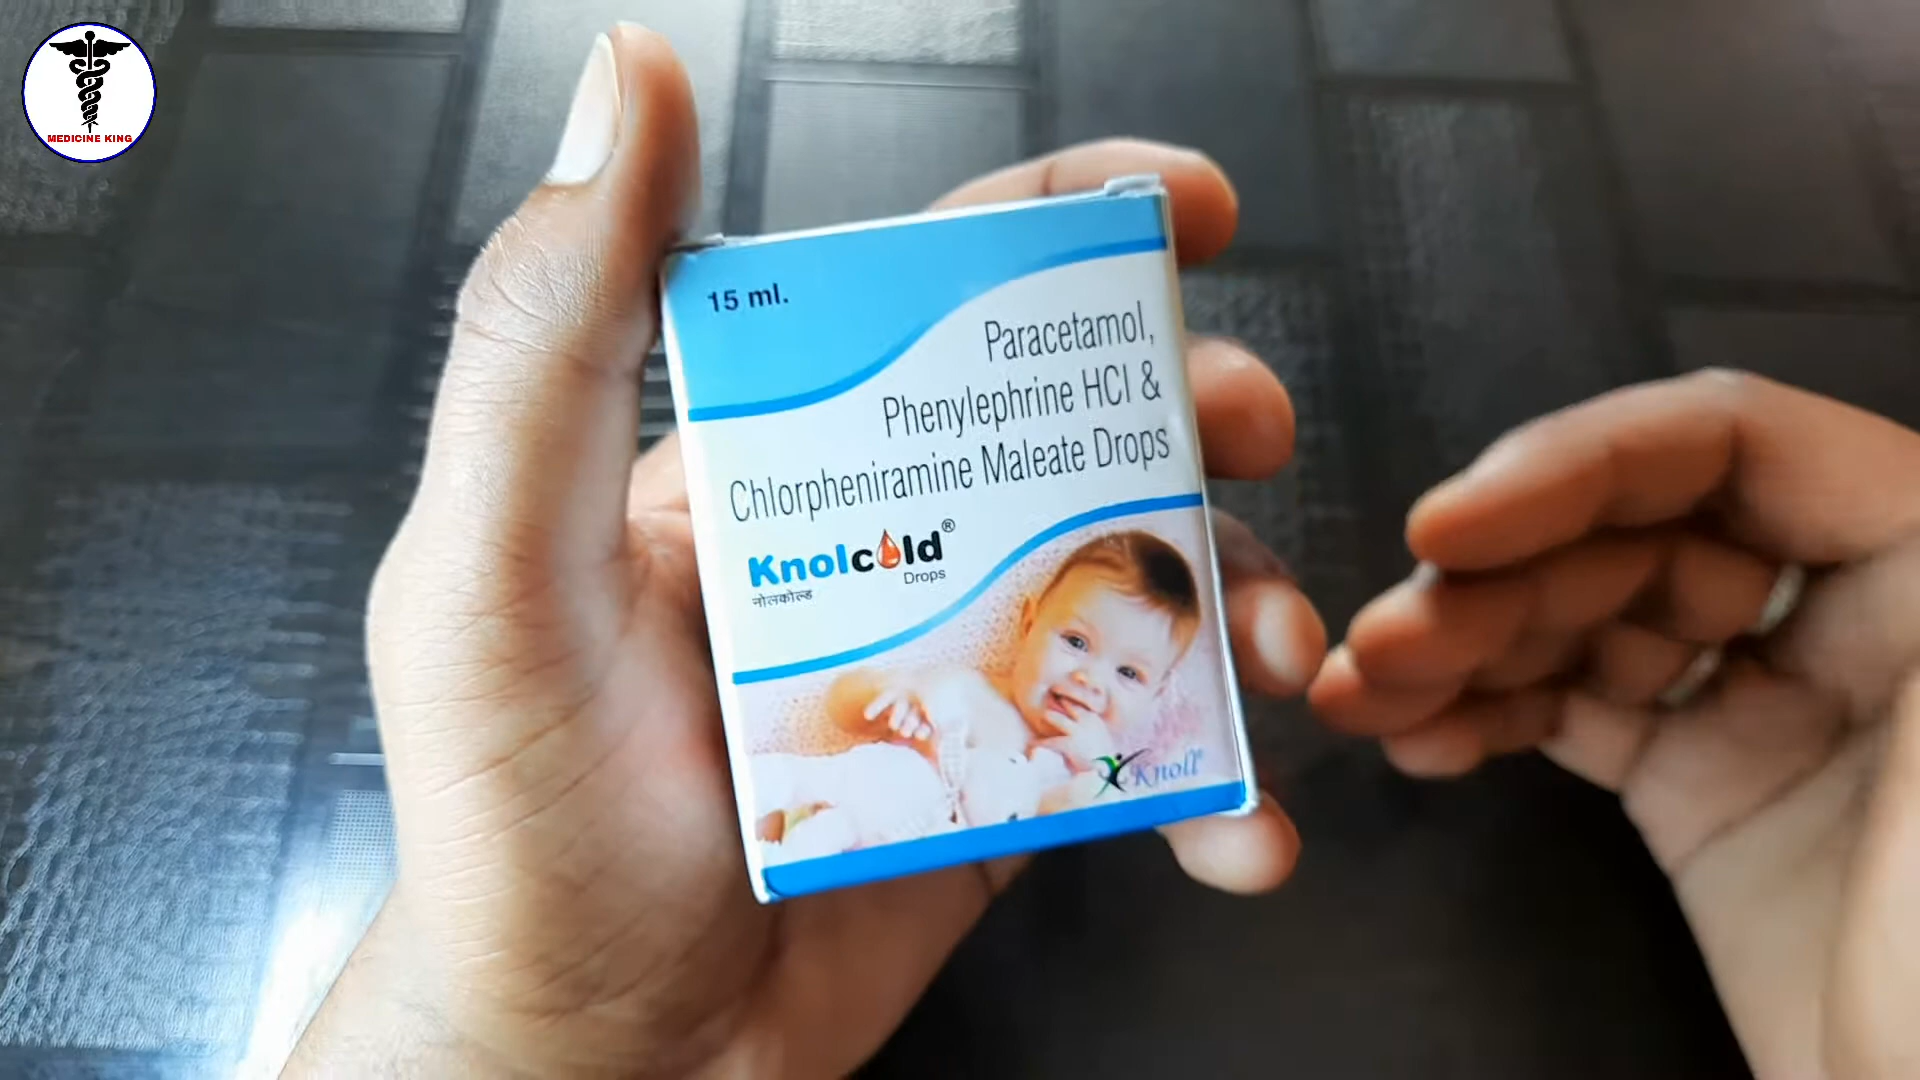 MEDICINE KING
15 ml.
Paracetamol,
Phenylephrine HCl &
Chlorpheniramine Maleate Drops
Knolcold®
Drops
नोलकोल्ड
Knoll®